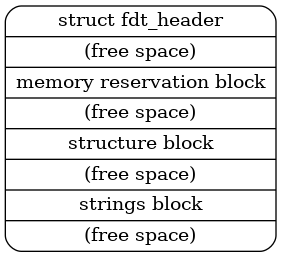 struct fdt_header
(free space)
memory reservation block
(free space)
structure block
(free space)
strings block
(free space)